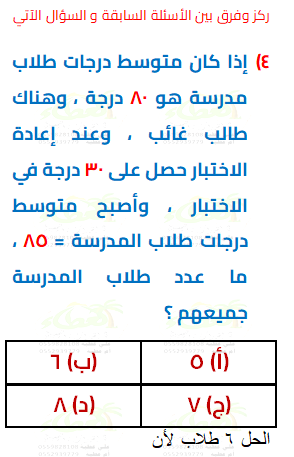 ركز وفرق بين الأسئلة السابقة و السؤال الآتي
٤) إذا كان متوسط درجات طلاب
مدرسة هو ٨٠ درجة ، وهناك
طالب غائب ، وعند إعادة
الاختبار حصل على ٣٠ درجة في
الاختبار ، وأصبح متوسط
درجات طلاب المدرسة = ٨٥ ،
ما عدد طلاب المدرسة
جميعهم ؟
(أ) ٥ (ب) ٦
(ج) ٧ (د) ٨
الحل ٦ طلاب لأن